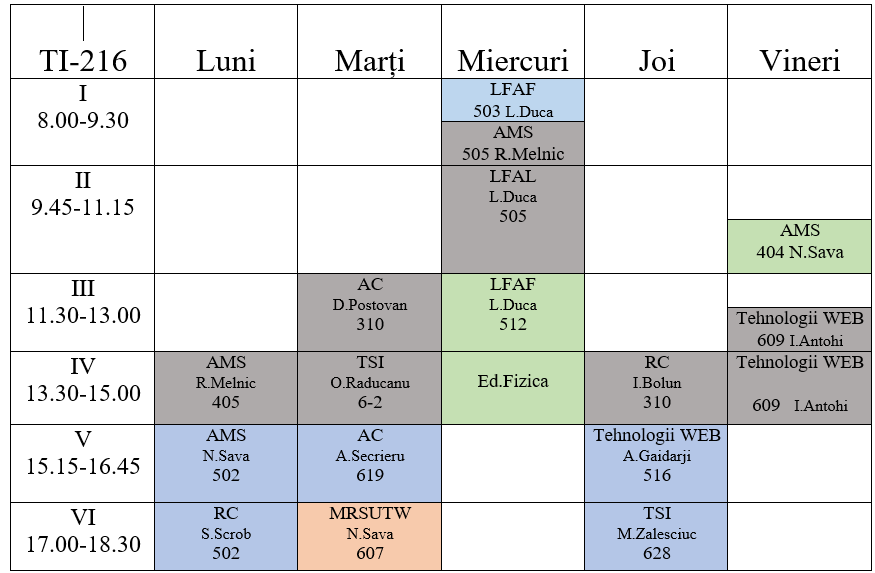 TI-216 Luni Marți Miercuri Joi Vineri
I
8.00-9.30
LFAF
503 L.Duca
AMS
505 R.Melnic
II
9.45-11.15
LFAL
L.Duca
505
AMS
404 N.Sava
III
11.30-13.00
AC
D.Postovan
310
LFAF
L.Duca
512
Tehnologii WEB
609 I.Antohi
IV
13.30-15.00
AMS
R.Melnic
405
TSI
O.Raducanu
6-2
Ed.Fizica
RC
I.Bolun
310
Tehnologii WEB
609 I.Antohi
V
15.15-16.45
AMS
N.Sava
502
AC
A.Secrieru
619
Tehnologii WEB
A.Gaidarji
516
VI
17.00-18.30
RC
S.Scrob
502
MRSUTW
N.Sava
607
TSI
M.Zalesciuc
628